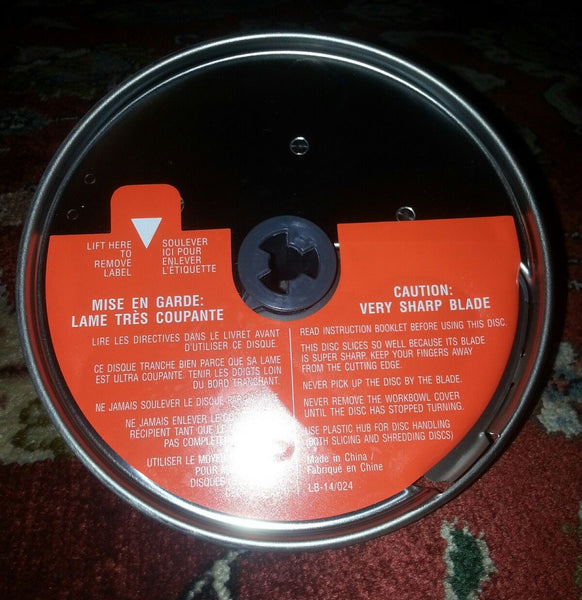 LIFT HERE
TO
REMOVE
LABEL
SOULEVER
ICI POUR
ENLEVER
L'ÉTIQUETTE
MISE EN GARDE:
LAME TRÈS COUPANTE
LIRE LES DIRECTIVES DANS LE LIVRET AVANT
D'UTILISER CE DISQUE.
CE DISQUE TRANCHE BIEN PARCE QUE SA LAME
EST ULTRA COUPANTE. TENIR LES DOIGTS LOIN
DU BORD TRANCHANT.
NE JAMAIS SOULEVER LE DISQUE PAR
NE JAMAIS ENLEVER LE
RÉCIPIENT TANT QUE LE
PAS
UTILISER LE
POUR
DISQUES
CAUTION:
VERY SHARP BLADE
READ INSTRUCTION BOOKLET BEFORE USING THIS DISC.
THIS DISC SLICES SO WELL BECAUSE ITS BLADE
IS SUPER SHARP. KEEP YOUR FINGERS AWAY
FROM THE CUTTING EDGE.
NEVER PICK UP THE DISC BY THE BLADE.
NEVER REMOVE THE WORKBOWL COVER
UNTIL THE DISC HAS STOPPED TURNING.
USE PLASTIC HUB FOR DISC HANDLING
(BOTH SLICING AND SHREDDING DISCS)
Made in China /
Fabriqué en Chine
LB-14/024